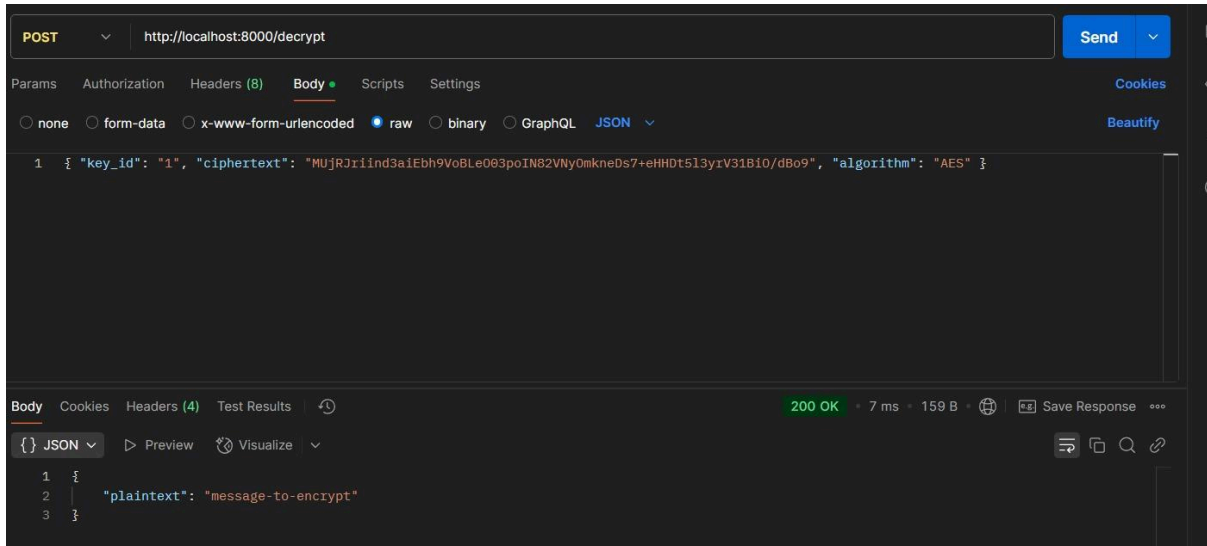 POST http://localhost:8000/decrypt Send
Params Authorization Headers (8) Body Scripts Settings Cookies
none form-data x-www-form-urlencoded raw binary GraphQL JSON Beautify
1 { "key_id": "1", "ciphertext": "MUjRJriind3aiEbh9VoBLeO03poIN82VNyOmkneDs7+eHHDt5l3yrV31BiO/dBo9", "algorithm": "AES" }
Body Cookies Headers (4) Test Results 200 OK • 7 ms • 159 B • e.g. Save Response
{} JSON Preview Visualize
1 {
2 "plaintext": "message-to-encrypt"
3 }